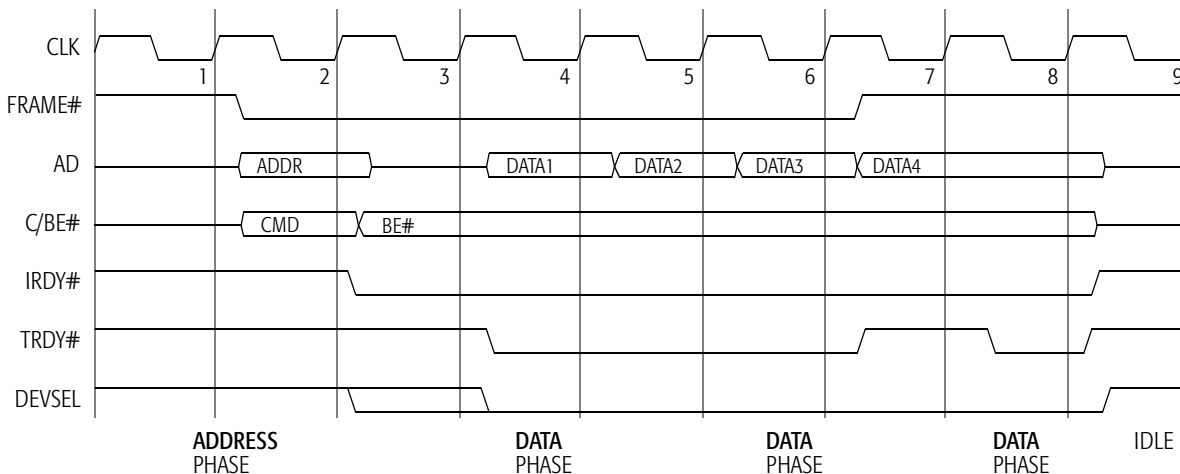 CLK
1 2 3 4 5 6 7 8 9
FRAME#
AD ADDR DATA1 DATA2 DATA3 DATA4
C/BE# CMD BE#
IRDY#
TRDY#
DEVSEL
ADDRESS DATA DATA DATA IDLE
PHASE PHASE PHASE PHASE